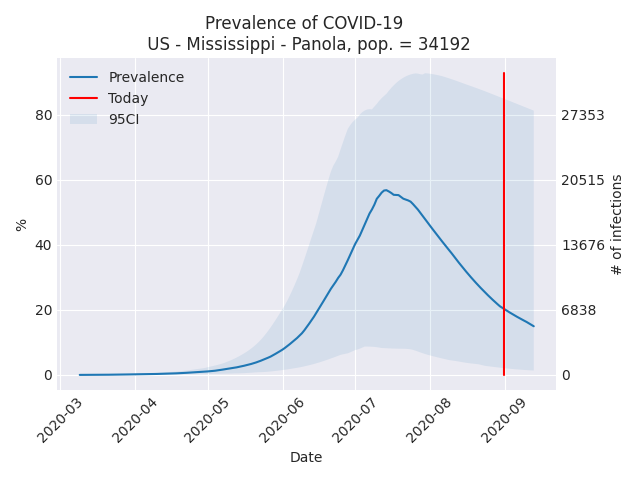 Prevalence of COVID-19
US - Mississippi - Panola, pop. = 34192
Prevalence
Today
95CI
80
60
40
20
0
%
27353
20515
13676
6838
0
# of infections
2020-03
2020-04
2020-05
2020-06
2020-07
2020-08
2020-09
Date